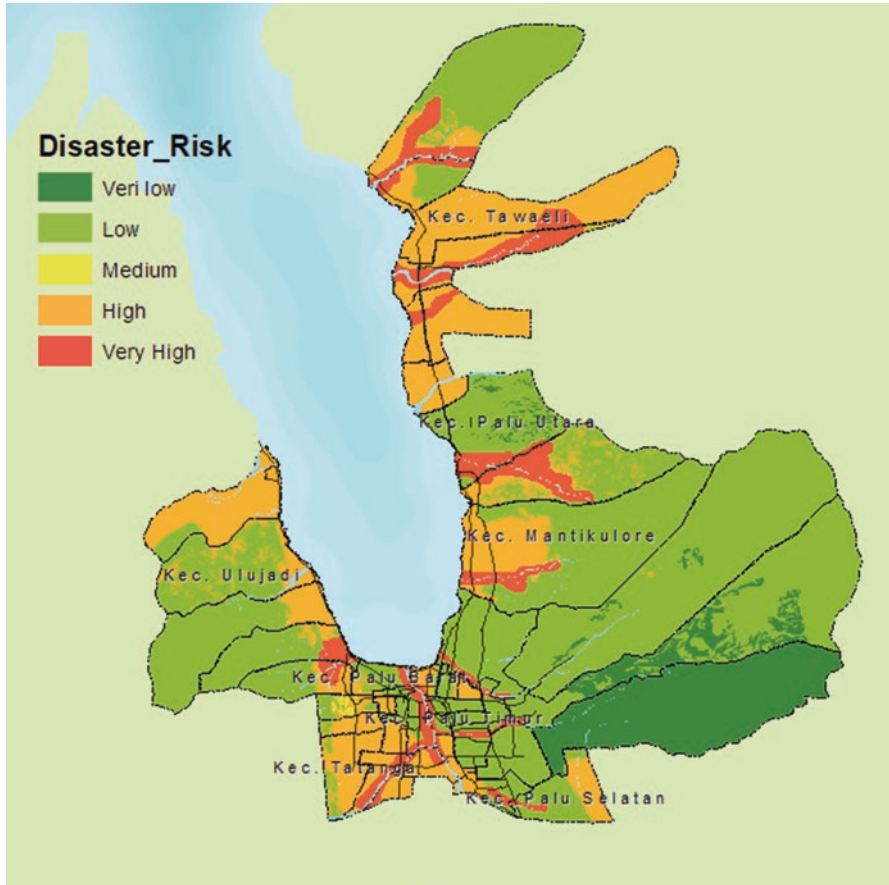 Disaster_Risk
Veri low
Low
Medium
High
Very High
Kec. Tawaeli
Kec. Palu Utara
Kec. Mantikulore
Kec. Ulujadi
Kec. Palu Barat
Kec. Palu Timur
Kec. Tatanga
Kec. Palu Selatan